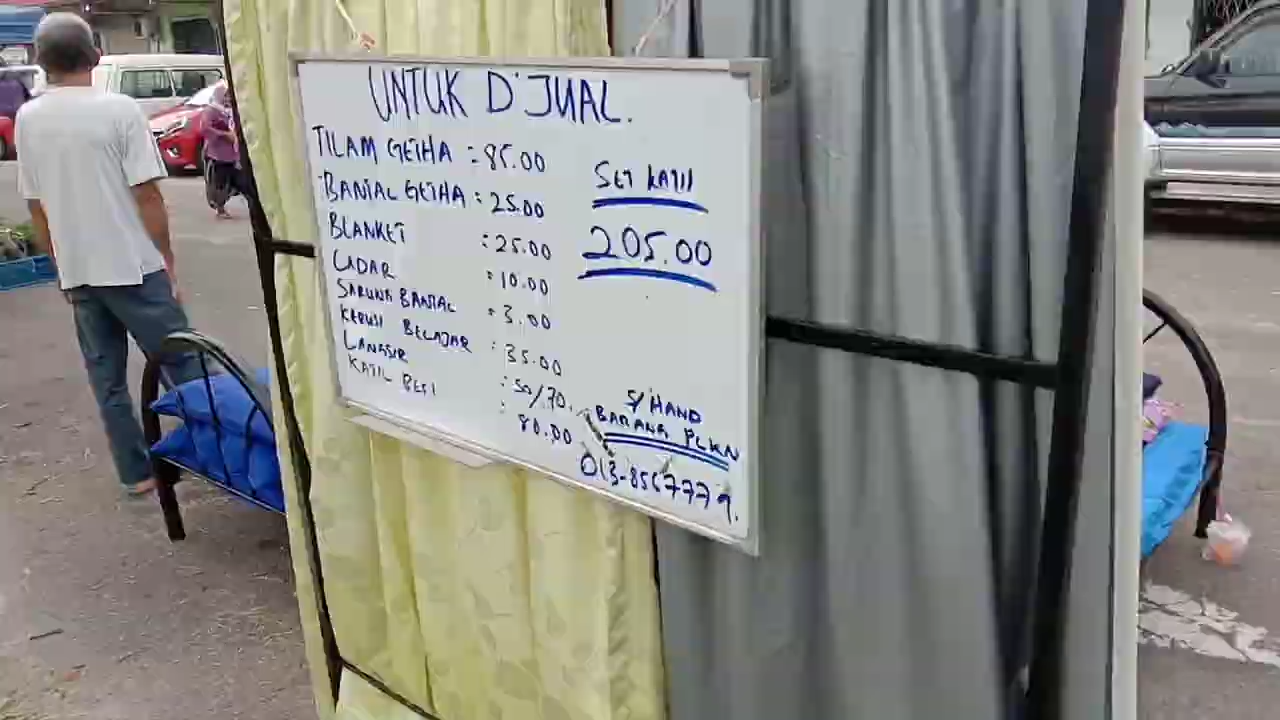 UNTUK D'JUAL.
TILAM GETHA : 85.00
BANTAL GETHA : 25.00
BLANKET : 25.00
CADAR : 10.00
SARUNG BANTAL : 3.00
KERUSI BELAJAR : 35.00
LANGSIR : 50/70.
KATIL BESI : 80.00
SET KATIL
205.00
S/HAND
BARANG PLKN
013-8567779.